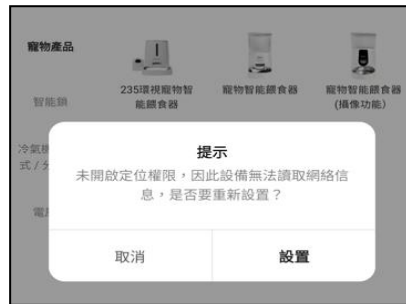 寵物產品
235環視寵物智
能餵食器
寵物智能餵食器
寵物智能餵食器
(攝像功能)
智能鎖
冷氣機
式 / 分
電
提示
未開啟定位權限，因此設備無法讀取網絡信
息，是否要重新設置？
取消
設置